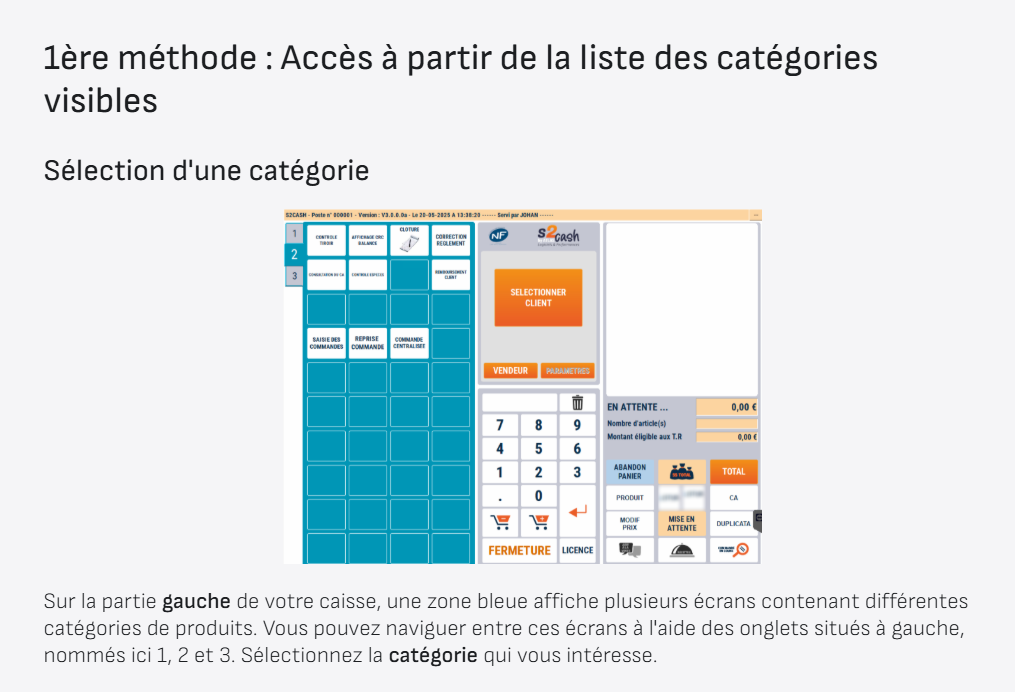 1ère méthode : Accès à partir de la liste des catégories
visibles
Sélection d'une catégorie
S2CASH - Poste n° 000001 - Version : V3.0.0.0a - Le 20-05-2025 A 13:38:20 ------ Servi par JOHAN ------
1
2
3
CONTROLE
TIROIR
AFFICHAGE
BALANCE
CLOTURE
CORRECTION
REGLEMENT
CONSULTATION DU CA
CONTROLE ESPECES
REMBOURSEMENT
CLIENT
SAISIE DES
COMMANDES
REPRISE
COMMANDE
COMMANDE
CENTRALISEE
NF
S2cash
SELECTIONNER
CLIENT
VENDEUR
PARAMETRES
7 8 9
4 5 6
1 2 3
. 0
FERMETURE
LICENCE
EN ATTENTE ... 0,00 €
Nombre d'article(s)
Montant éligible aux T.R 0,00 €
ABANDON
PANIER
TOTAL
PRODUIT
CA
MODIF
PRIX
MISE EN
ATTENTE
DUPLICATA
Sur la partie gauche de votre caisse, une zone bleue affiche plusieurs écrans contenant différentes
catégories de produits. Vous pouvez naviguer entre ces écrans à l'aide des onglets situés à gauche,
nommés ici 1, 2 et 3. Sélectionnez la catégorie qui vous intéresse.